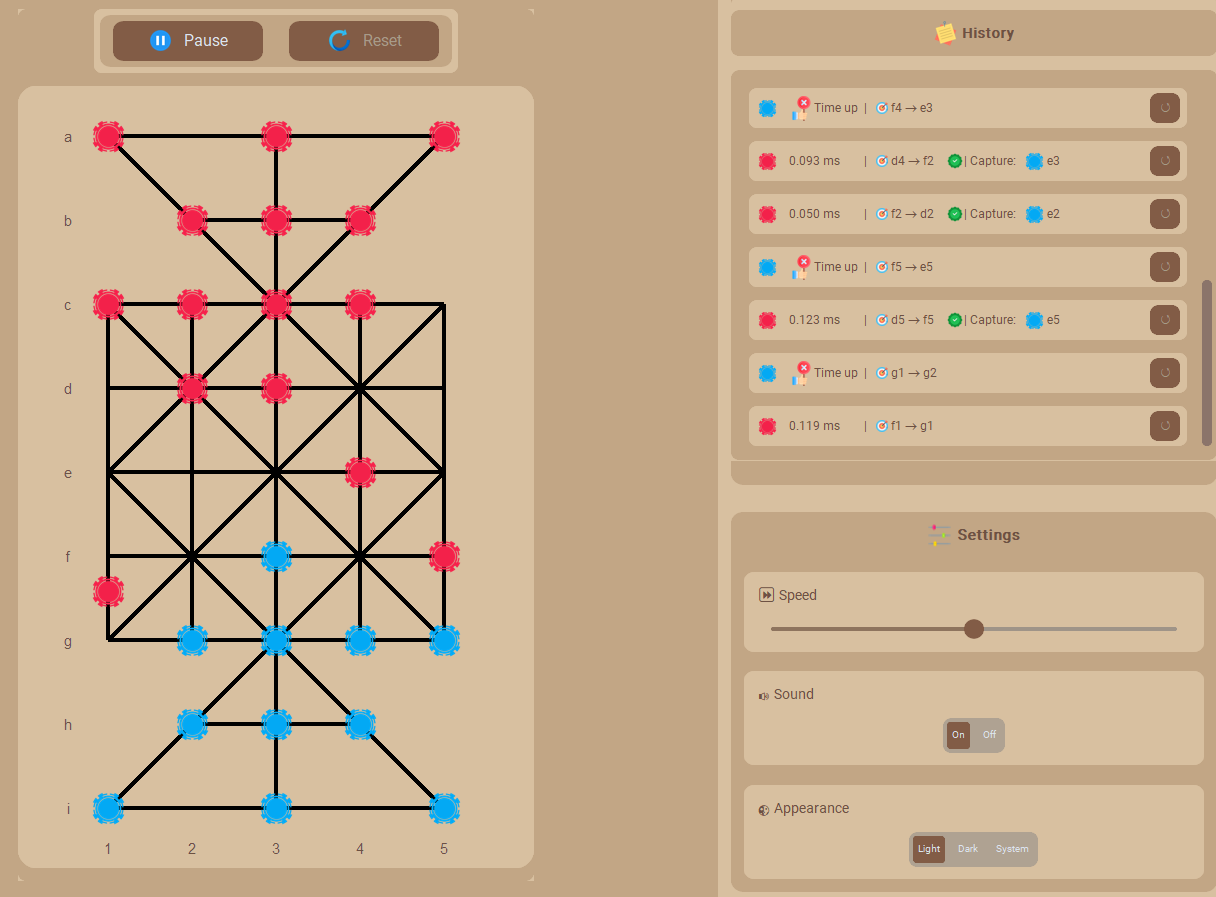 Pause
Reset
a
b
c
d
e
f
g
h
i
1 2 3 4 5
History
Time up | f4 → e3
0.093 ms | d4 → f2 | Capture: e3
0.050 ms | f2 → d2 | Capture: e2
Time up | f5 → e5
0.123 ms | d5 → f5 | Capture: e5
Time up | g1 → g2
0.119 ms | f1 → g1
Settings
Speed
Sound
On Off
Appearance
Light Dark System